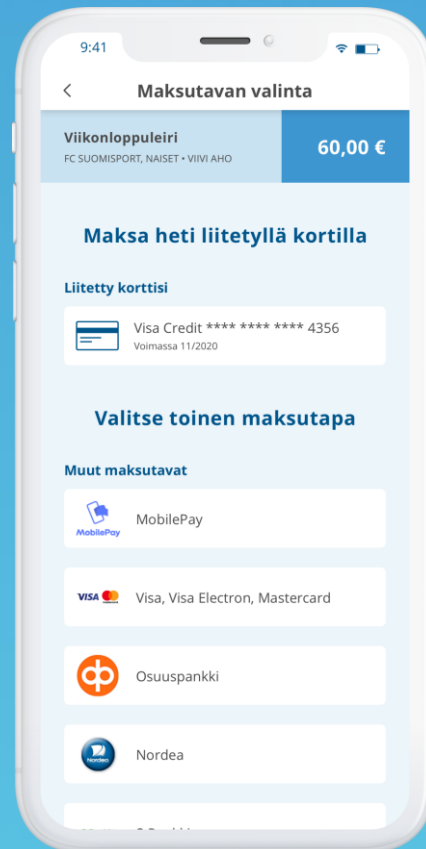 9:41
Maksutavan valinta
Viikonloppuleiri
FC SUOMISPORT, NAISET • VIIVI AHO
60,00 €
Maksa heti liitetyllä kortilla
Liitetty korttisi
Visa Credit **** **** **** 4356
Voimassa 11/2020
Valitse toinen maksutapa
Muut maksutavat
MobilePay
MobilePay
VISA
Visa, Visa Electron, Mastercard
Osuuspankki
Nordea
Nordea